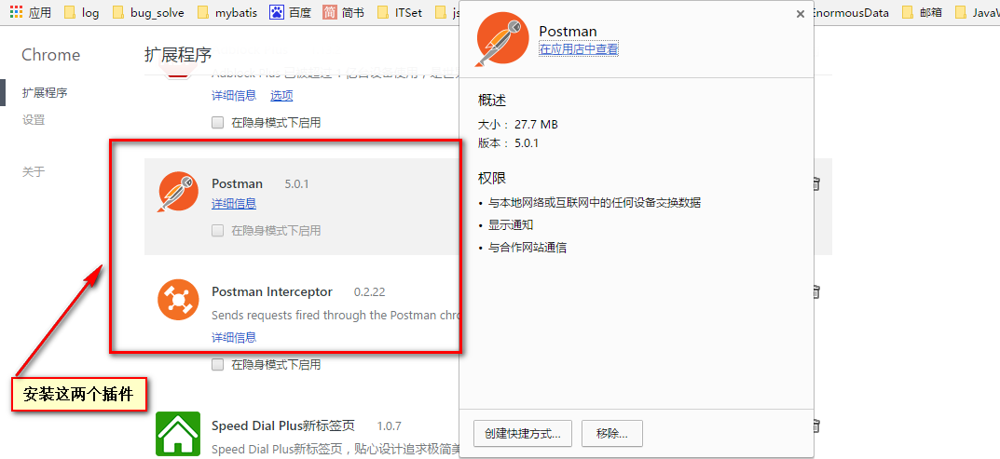 应用 log bug_solve mybatis 百度 简书 ITSet js EnormousData 邮箱 JavaV
Chrome
扩展程序
设置
关于
扩展程序
详细信息 选项
在隐身模式下启用
Postman 5.0.1
详细信息
在隐身模式下启用
Postman Interceptor 0.2.22
Sends requests fired through the Postman chro
详细信息
在隐身模式下启用
Speed Dial Plus新标签页 1.0.7
Speed Dial Plus新标签页，贴心设计追求极简美
安装这两个插件
Postman
在应用店中查看
概述
大小： 27.7 MB
版本： 5.0.1
权限
• 与本地网络或互联网中的任何设备交换数据
• 显示通知
• 与合作网站通信
创建快捷方式... 移除...